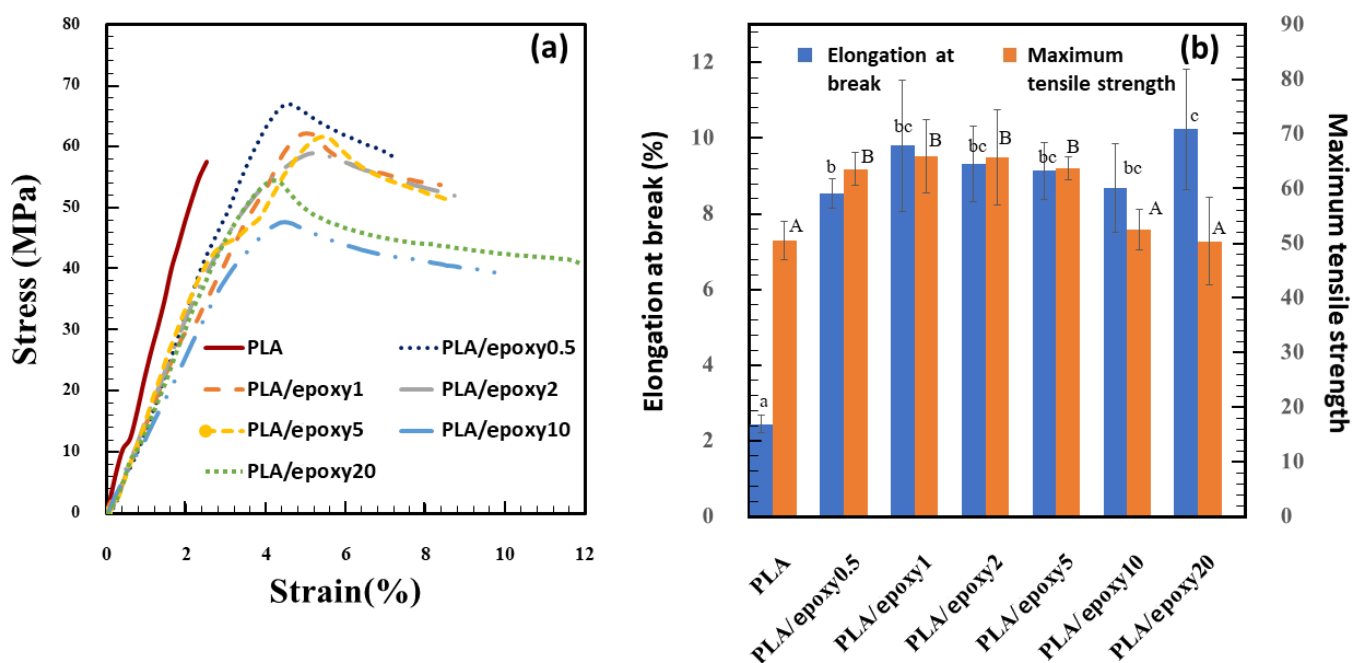 (a)
80
70
60
50
40
30
20
10
0
Stress (MPa)
PLA
PLA/epoxy0.5
PLA/epoxy1
PLA/epoxy2
PLA/epoxy5
PLA/epoxy10
PLA/epoxy20
0 2 4 6 8 10 12
Strain(%)
(b)
Elongation at
break
Maximum
tensile strength
12
10
8
6
4
2
0
Elongation at break (%)
a
A
b
B
bc
B
bc
B
bc
B
bc
A
c
A
90
80
70
60
50
40
30
20
10
0
Maximum tensile strength
PLA
PLA/epoxy0.5
PLA/epoxy1
PLA/epoxy2
PLA/epoxy5
PLA/epoxy10
PLA/epoxy20